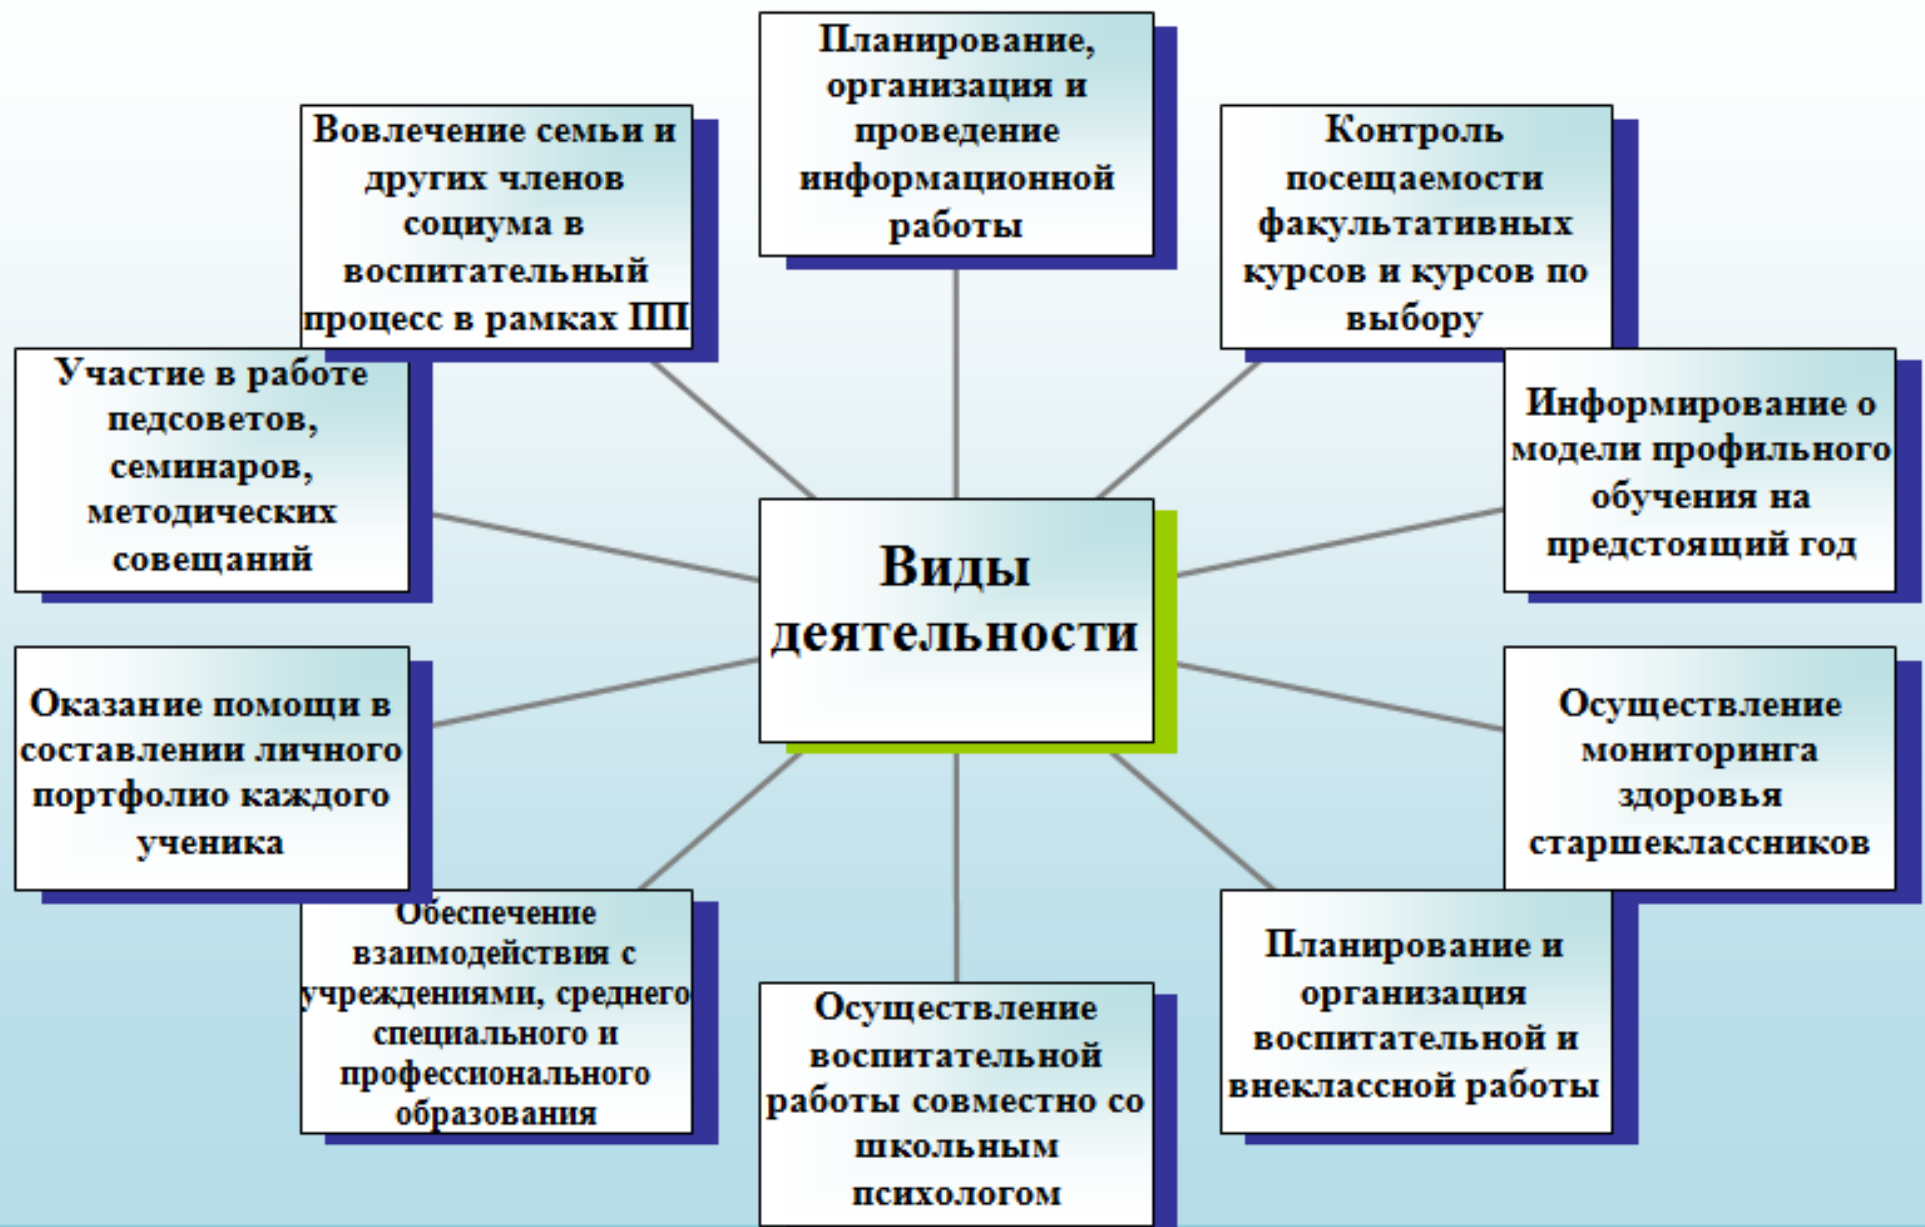 Планирование,
организация и
проведение
информационной
работы
Вовлечение семьи и
других членов
социума в
воспитательный
процесс в рамках ПП
Контроль
посещаемости
факультативных
курсов и курсов по
выбору
Участие в работе
педсоветов,
семинаров,
методических
совещаний
Информирование о
модели профильного
обучения на
предстоящий год
Виды
деятельности
Оказание помощи в
составлении личного
портфолио каждого
ученика
Осуществление
мониторинга
здоровья
старшеклассников
Обеспечение
взаимодействия с
учреждениями, среднего
специального и
профессионального
образования
Осуществление
воспитательной
работы совместно со
школьным
психологом
Планирование и
организация
воспитательной и
внеклассной работы